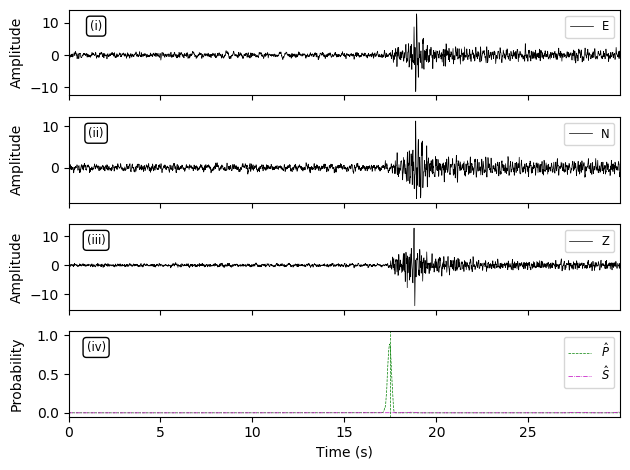 (i)
E
Amplitude
10
0
−10
(ii)
N
Amplitude
10
0
(iii)
Z
Amplitude
10
0
−10
(iv)
P̂
Ŝ
Probability
1.0
0.5
0.0
0 5 10 15 20 25
Time (s)